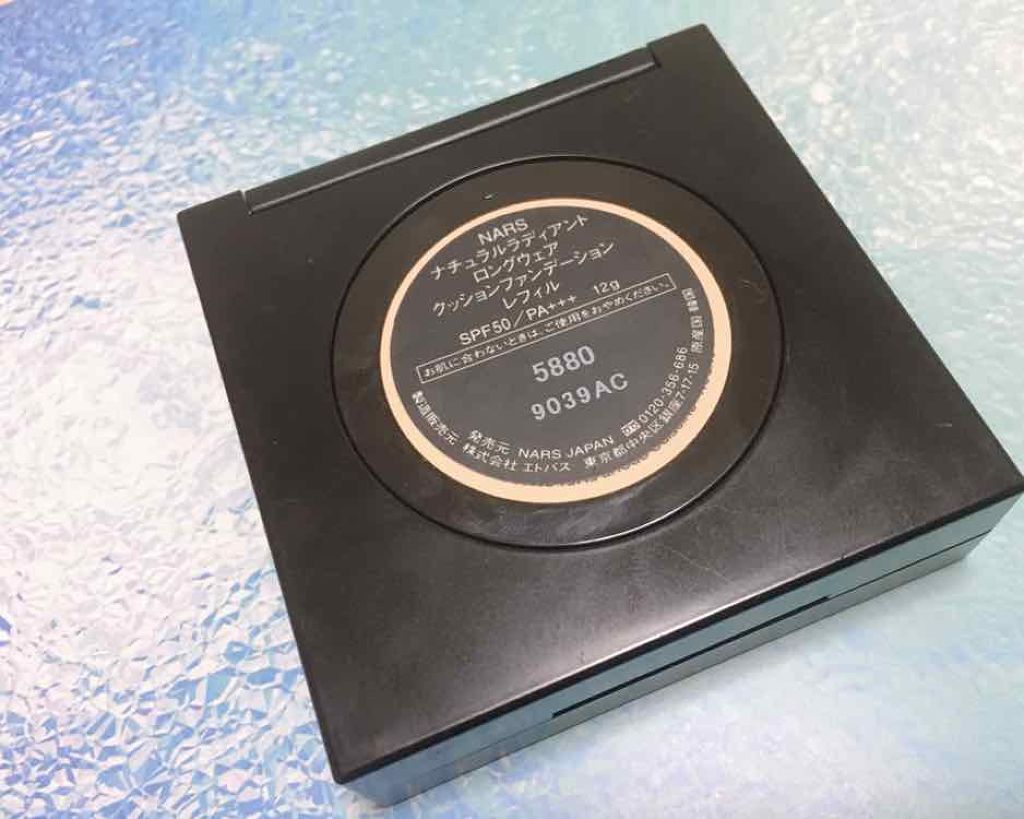 NARS
ナチュラルラディアント
ロングウェア
クッションファンデーション
レフィル
SPF50/PA+++ 12g
お肌に合わないときは、ご使用をおやめください。
5880
9039AC
発売元 NARS JAPAN 0120-356-686
製造販売元 株式会社 エトバス 東京都中央区銀座7-17-15 原産国 韓国